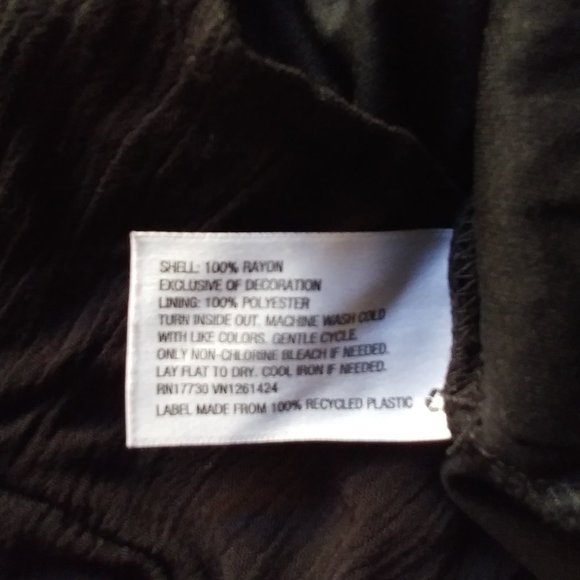 SHELL: 100% RAYON
EXCLUSIVE OF DECORATION
LINING: 100% POLYESTER
TURN INSIDE OUT. MACHINE WASH COLD
WITH LIKE COLORS. GENTLE CYCLE.
ONLY NON-CHLORINE BLEACH IF NEEDED.
LAY FLAT TO DRY. COOL IRON IF NEEDED.
RN17730 VN1261424
LABEL MADE FROM 100% RECYCLED PLASTIC